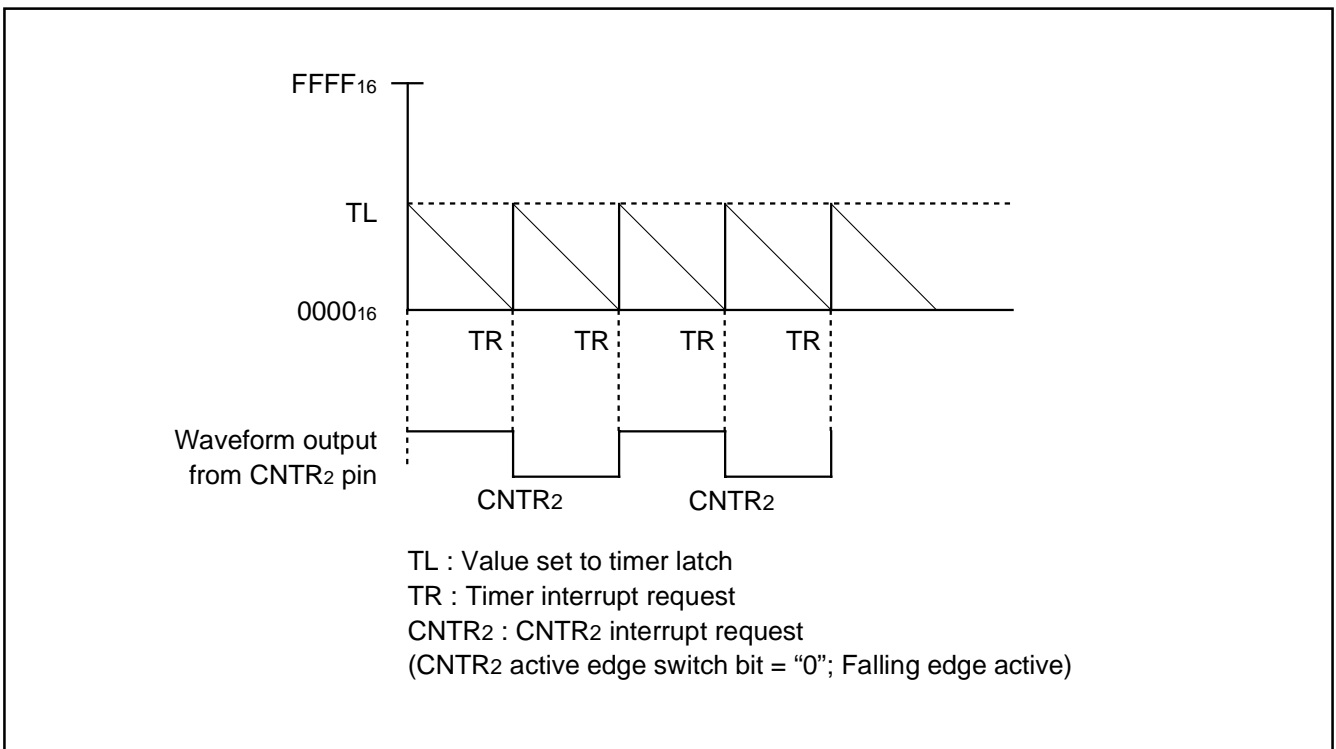 FFFF16
TL
000016
TR TR TR TR
Waveform output
from CNTR2 pin
CNTR2 CNTR2
TL : Value set to timer latch
TR : Timer interrupt request
CNTR2 : CNTR2 interrupt request
(CNTR2 active edge switch bit = “0”; Falling edge active)